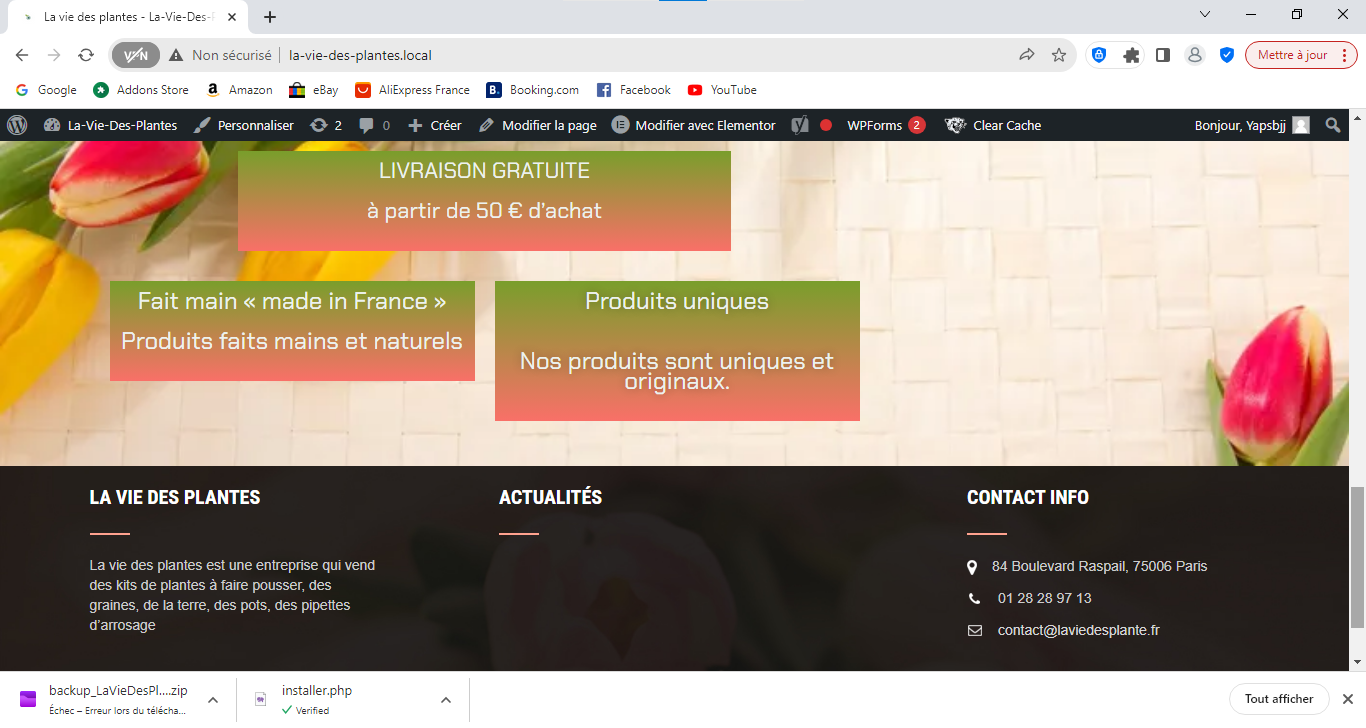 La vie des plantes - La-Vie-Des-P
VPN Non sécurisé la-vie-des-plantes.local Mettre à jour
Google Addons Store Amazon eBay AliExpress France Booking.com Facebook YouTube
La-Vie-Des-Plantes Personnaliser 2 0 Créer Modifier la page Modifier avec Elementor WPForms 2 Clear Cache Bonjour, Yapsbjj
LIVRAISON GRATUITE
à partir de 50 € d’achat
Fait main « made in France »
Produits faits mains et naturels
Produits uniques
Nos produits sont uniques et
originaux.
LA VIE DES PLANTES
La vie des plantes est une entreprise qui vend
des kits de plantes à faire pousser, des
graines, de la terre, des pots, des pipettes
d’arrosage
ACTUALITÉS
CONTACT INFO
84 Boulevard Raspail, 75006 Paris
01 28 28 97 13
contact@laviedesplante.fr
backup_LaVieDesPl....zip
Échec – Erreur lors du télécha...
installer.php
Verified
Tout afficher